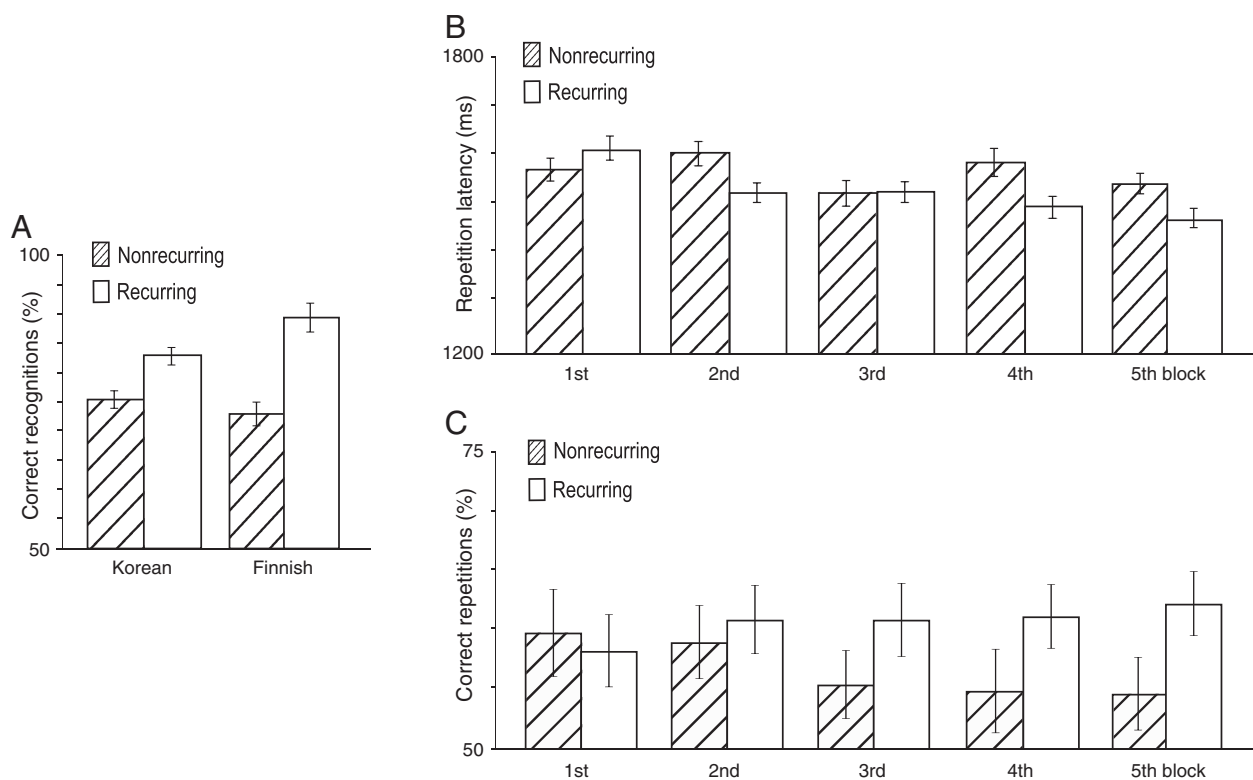 A
100
Nonrecurring
Recurring
Correct recognitions (%)
50
Korean Finnish
B
1800
Nonrecurring
Recurring
Repetition latency (ms)
1200
1st 2nd 3rd 4th 5th block
C
75
Nonrecurring
Recurring
Correct repetitions (%)
50
1st 2nd 3rd 4th 5th block